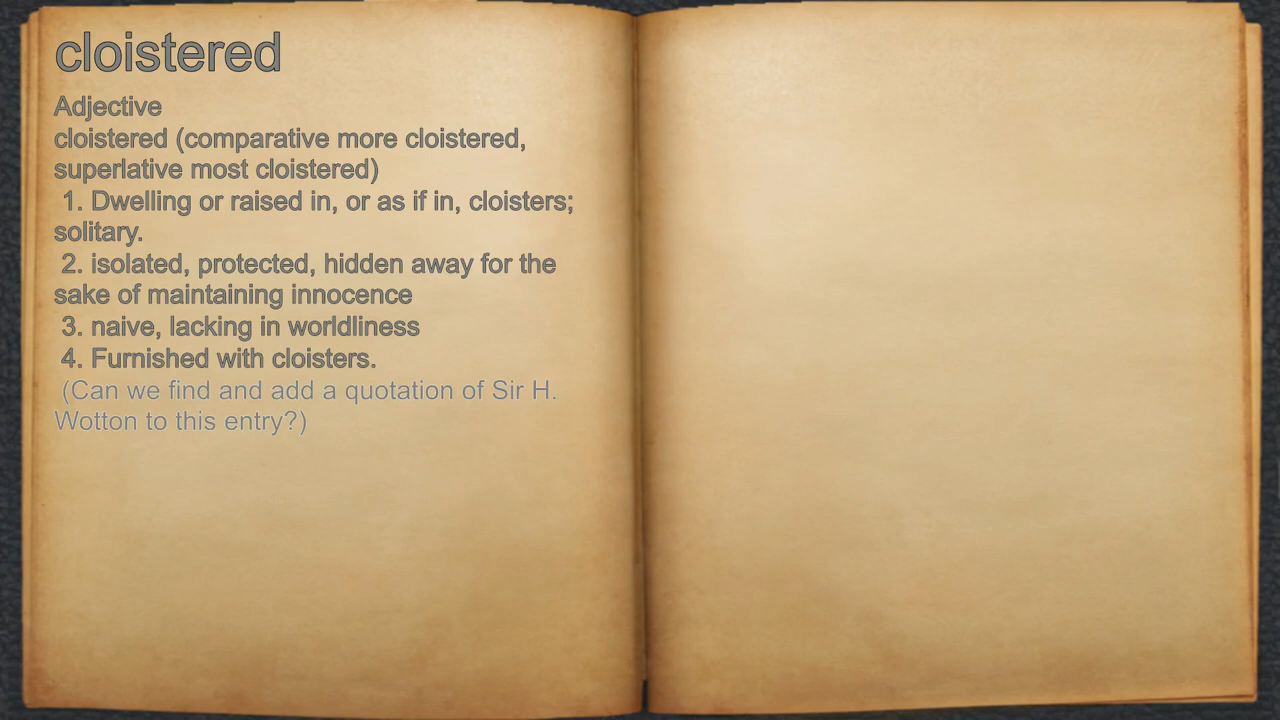 cloistered
Adjective
cloistered (comparative more cloistered,
superlative most cloistered)
1. Dwelling or raised in, or as if in, cloisters;
solitary.
2. isolated, protected, hidden away for the
sake of maintaining innocence
3. naive, lacking in worldliness
4. Furnished with cloisters.
(Can we find and add a quotation of Sir H.
Wotton to this entry?)